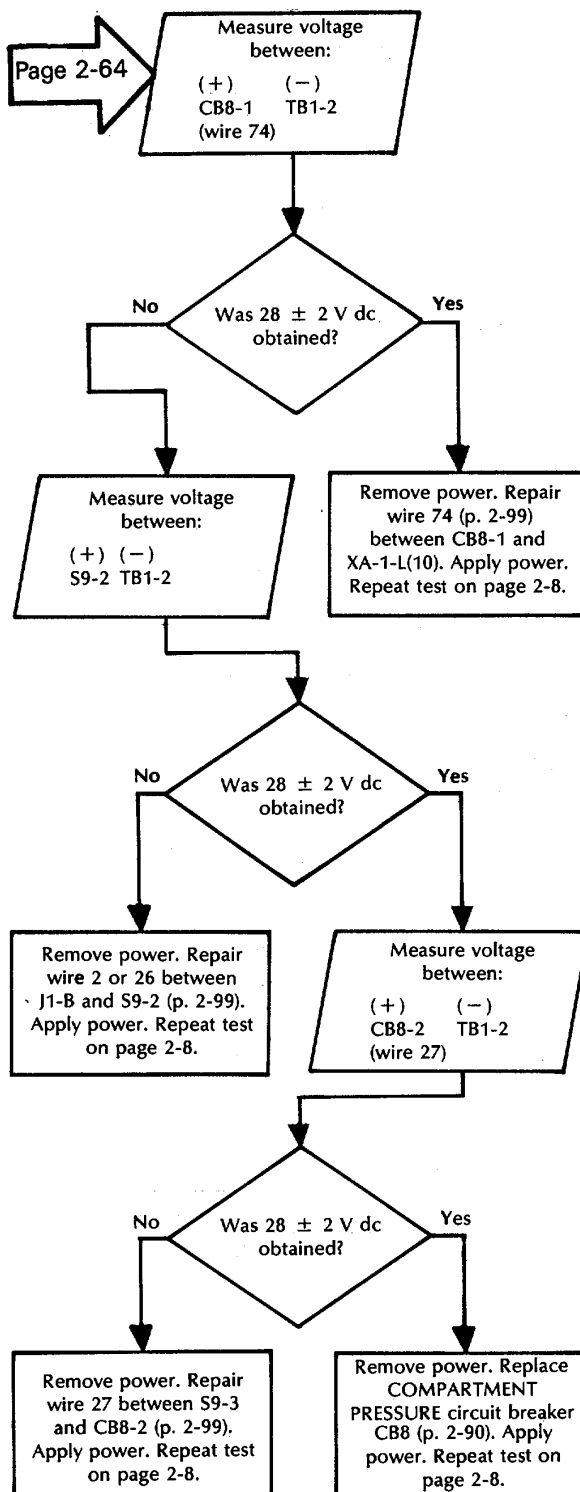 Page 2-64
Measure voltage
between:
(+) (−)
CB8-1 TB1-2
(wire 74)
No
Yes
Was 28 ± 2 V dc
obtained?
Measure voltage
between:
(+) (−)
S9-2 TB1-2
Remove power. Repair
wire 74 (p. 2-99)
between CB8-1 and
XA-1-L(10). Apply power.
Repeat test on page 2-8.
No
Yes
Was 28 ± 2 V dc
obtained?
Remove power. Repair
wire 2 or 26 between
J1-B and S9-2 (p. 2-99).
Apply power. Repeat test
on page 2-8.
Measure voltage
between:
(+) (−)
CB8-2 TB1-2
(wire 27)
No
Yes
Was 28 ± 2 V dc
obtained?
Remove power. Repair
wire 27 between S9-3
and CB8-2 (p. 2-99).
Apply power. Repeat test
on page 2-8.
Remove power. Replace
COMPARTMENT
PRESSURE circuit breaker
CB8 (p. 2-90). Apply
power. Repeat test on
page 2-8.